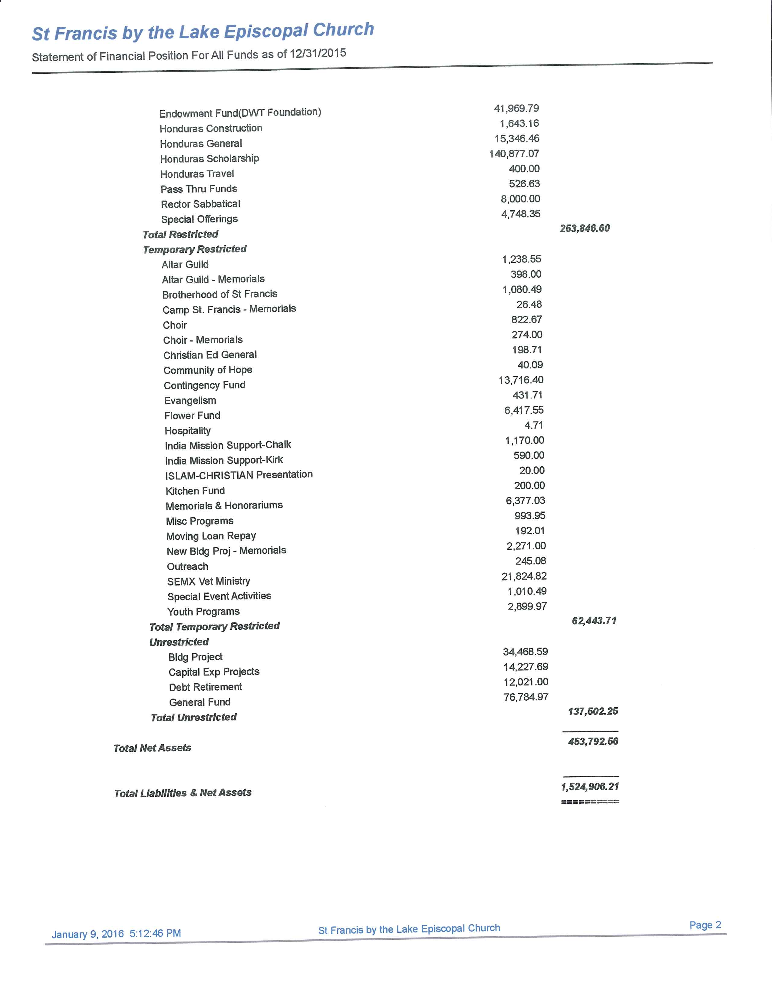 St Francis by the Lake Episcopal Church
Statement of Financial Position For All Funds as of 12/31/2015
Endowment Fund(DWT Foundation) 41,969.79
Honduras Construction 1,643.16
Honduras General 15,346.46
Honduras Scholarship 140,877.07
Honduras Travel 400.00
Pass Thru Funds 526.63
Rector Sabbatical 8,000.00
Special Offerings 4,748.35
Total Restricted 253,846.60
Temporary Restricted
Altar Guild 1,238.55
Altar Guild - Memorials 398.00
Brotherhood of St Francis 1,080.49
Camp St. Francis - Memorials 26.48
Choir 822.67
Choir - Memorials 274.00
Christian Ed General 198.71
Community of Hope 40.09
Contingency Fund 13,716.40
Evangelism 431.71
Flower Fund 6,417.55
Hospitality 4.71
India Mission Support-Chalk 1,170.00
India Mission Support-Kirk 590.00
ISLAM-CHRISTIAN Presentation 20.00
Kitchen Fund 200.00
Memorials & Honorariums 6,377.03
Misc Programs 993.95
Moving Loan Repay 192.01
New Bldg Proj - Memorials 2,271.00
Outreach 245.08
SEMX Vet Ministry 21,824.82
Special Event Activities 1,010.49
Youth Programs 2,899.97
Total Temporary Restricted 62,443.71
Unrestricted
Bldg Project 34,468.59
Capital Exp Projects 14,227.69
Debt Retirement 12,021.00
General Fund 76,784.97
Total Unrestricted 137,502.25
Total Net Assets 453,792.56
Total Liabilities & Net Assets 1,524,906.21
==========
January 9, 2016 5:12:46 PM St Francis by the Lake Episcopal Church Page 2